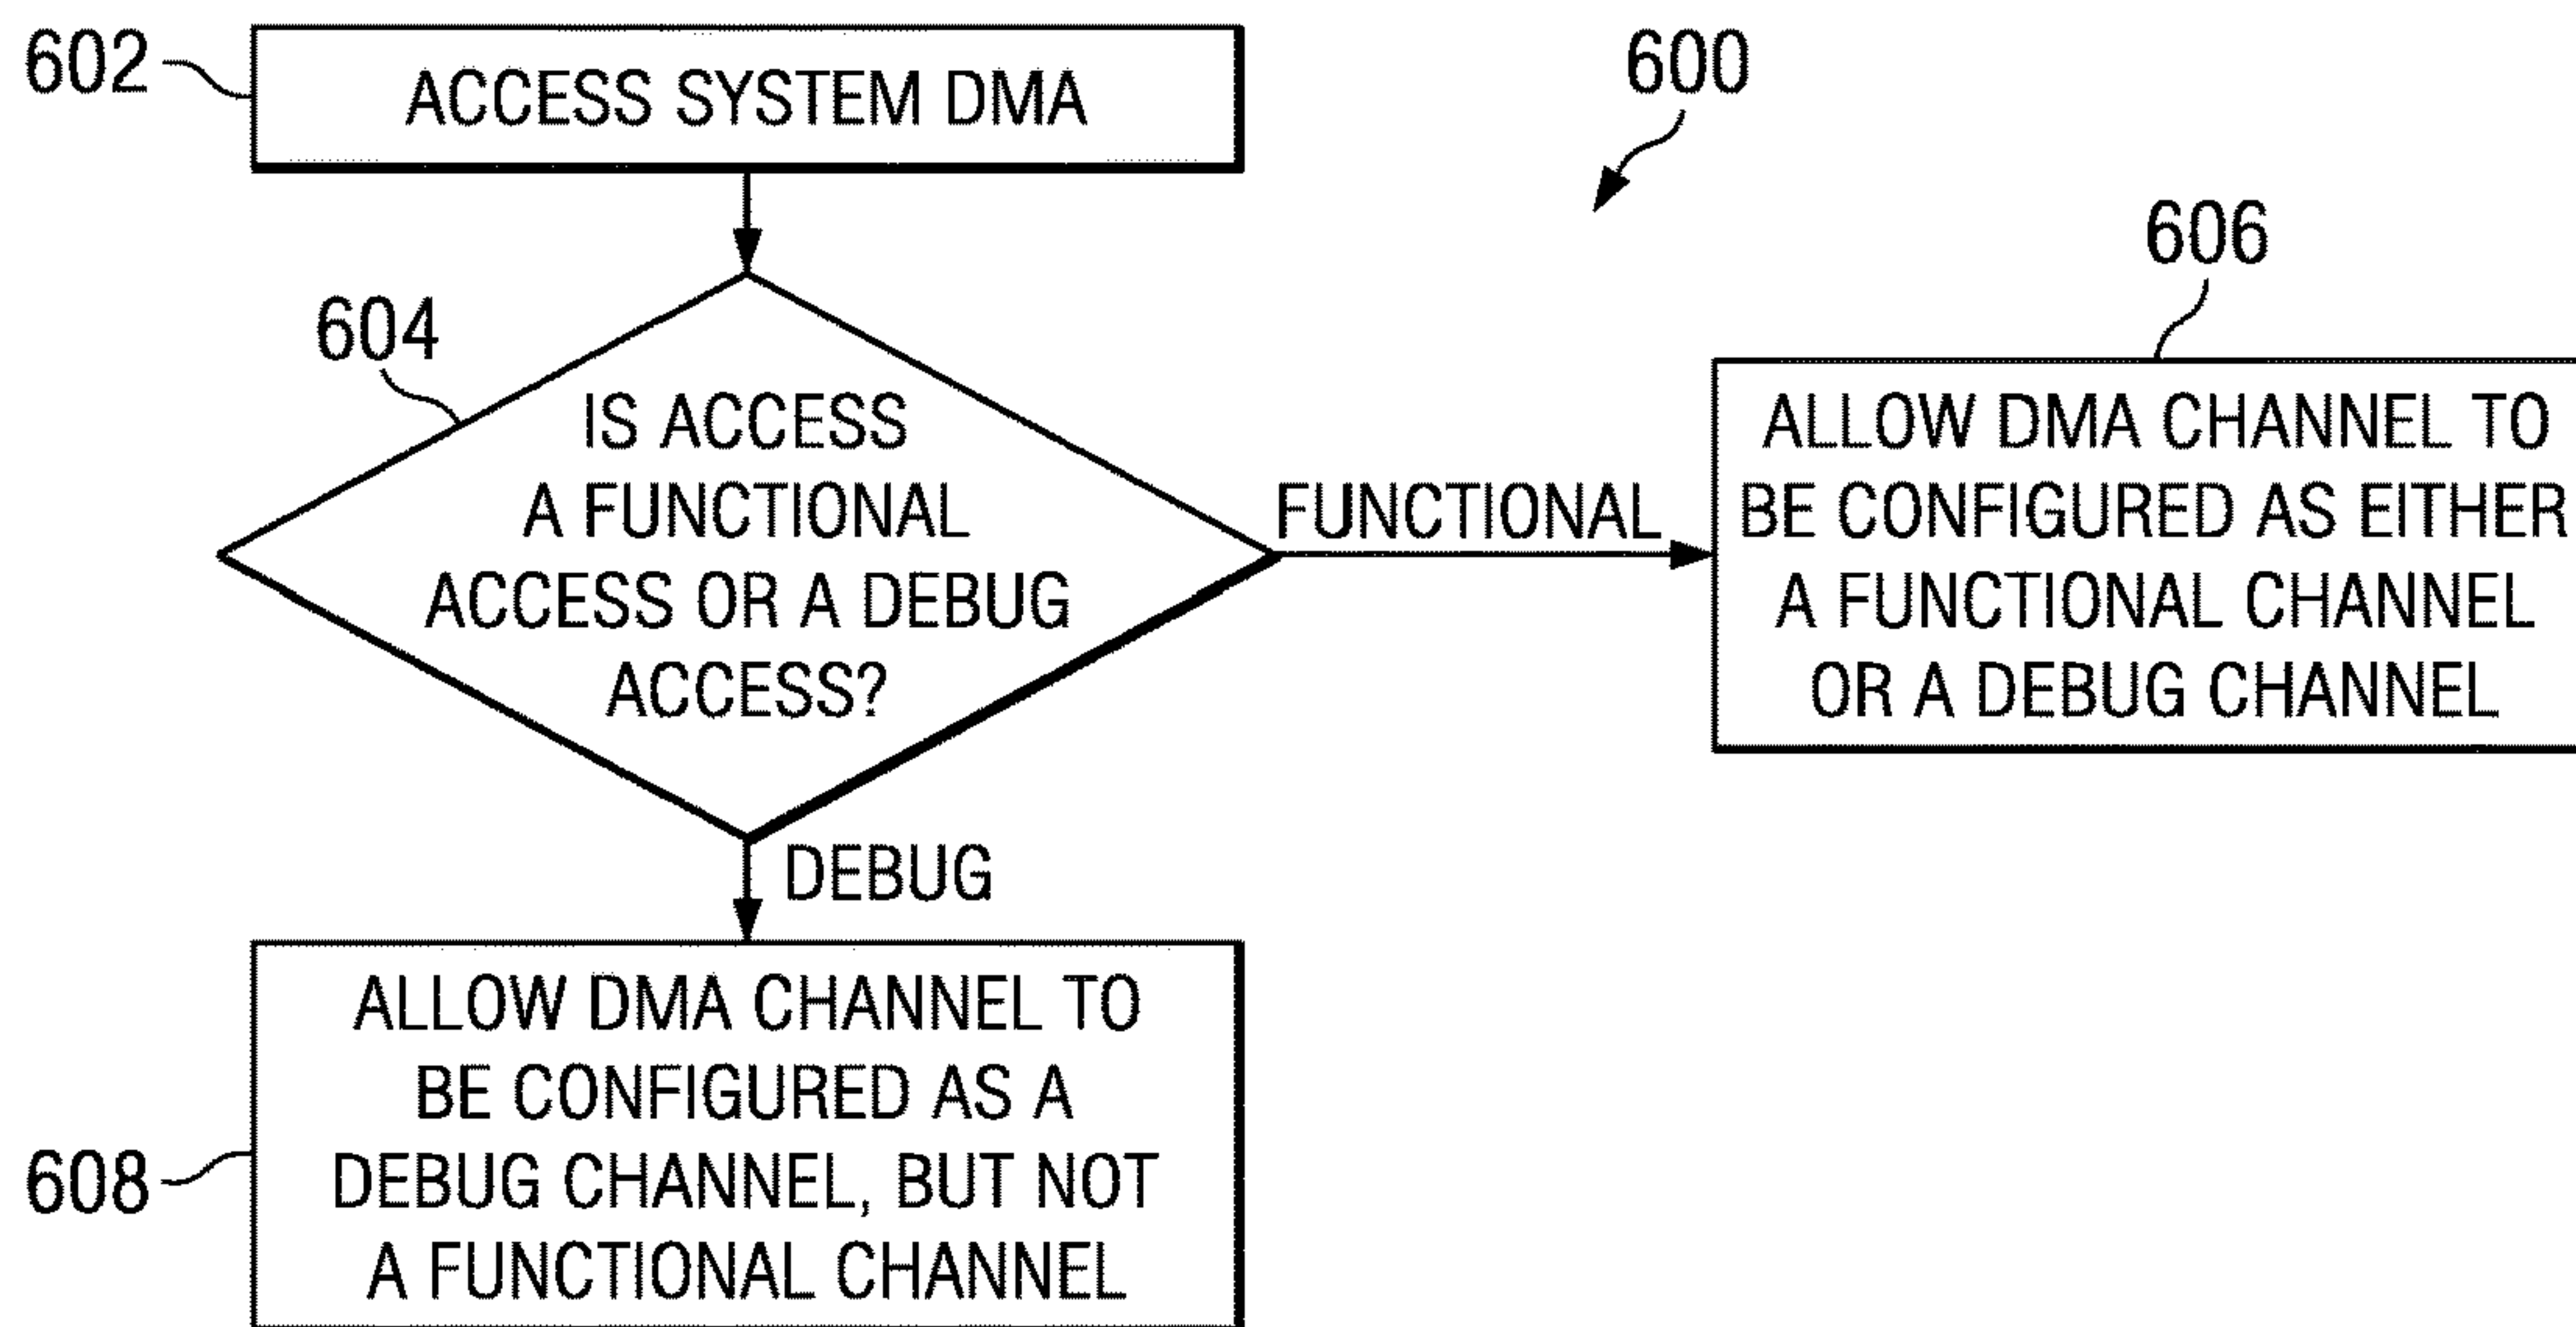 602
ACCESS SYSTEM DMA
600
604
IS ACCESS
A FUNCTIONAL
ACCESS OR A DEBUG
ACCESS?
FUNCTIONAL
606
ALLOW DMA CHANNEL TO
BE CONFIGURED AS EITHER
A FUNCTIONAL CHANNEL
OR A DEBUG CHANNEL
DEBUG
608
ALLOW DMA CHANNEL TO
BE CONFIGURED AS A
DEBUG CHANNEL, BUT NOT
A FUNCTIONAL CHANNEL